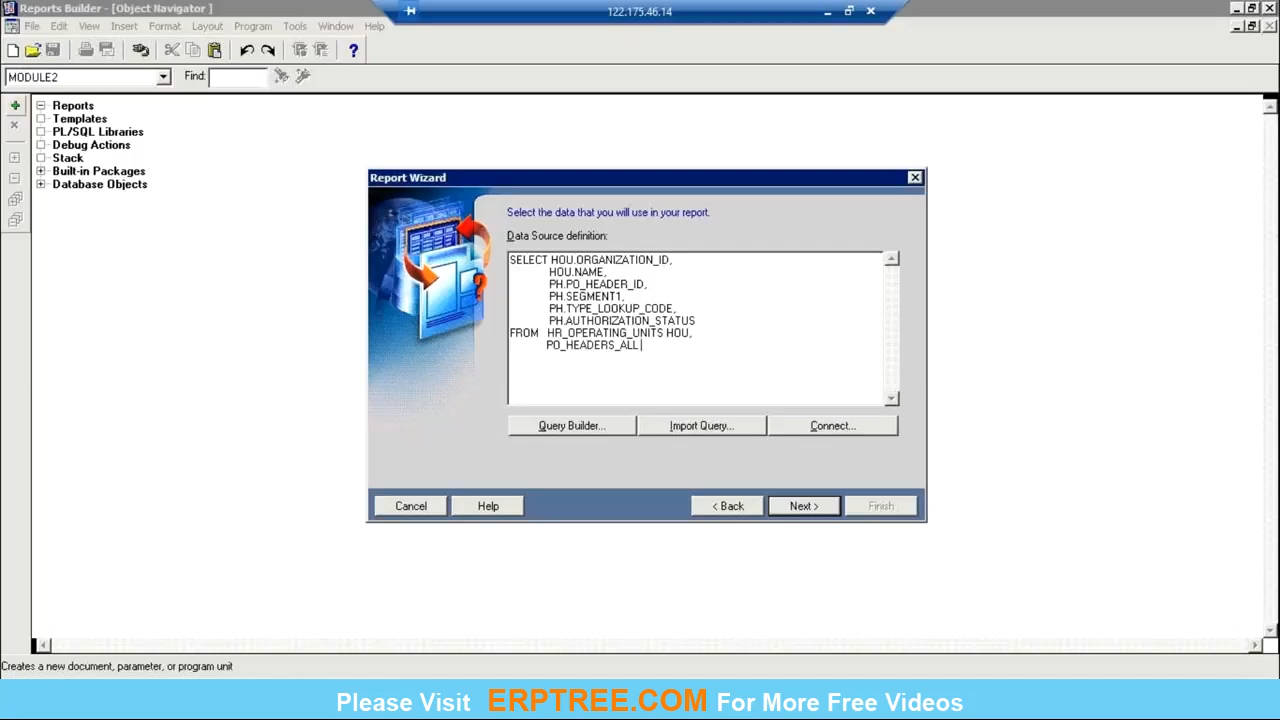 Reports Builder - [Object Navigator ]
122.175.46.14
File Edit View Insert Format Layout Program Tools Window Help
MODULE2
Find:
Reports
Templates
PL/SQL Libraries
Debug Actions
Stack
Built-in Packages
Database Objects
Report Wizard
Select the data that you will use in your report.
Data Source definition:
SELECT HOU.ORGANIZATION_ID,
HOU.NAME,
PH.PO_HEADER_ID,
PH.SEGMENT1,
PH.TYPE_LOOKUP_CODE,
PH.AUTHORIZATION_STATUS
FROM HR_OPERATING_UNITS HOU,
PO_HEADERS_ALL
Query Builder... Import Query... Connect...
Cancel Help < Back Next > Finish
Creates a new document, parameter, or program unit
Please Visit ERPTREE.COM For More Free Videos